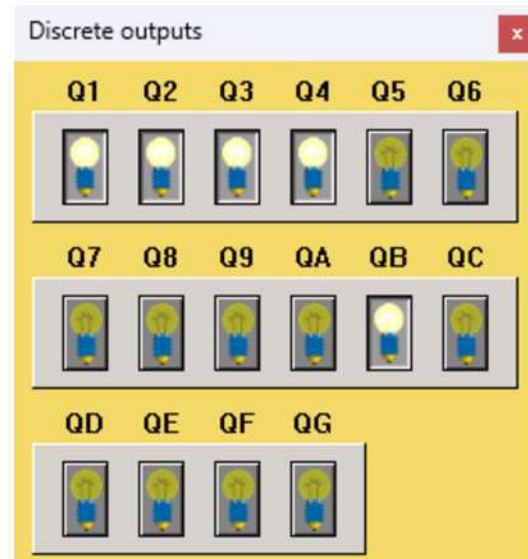 Discrete outputs x
Q1 Q2 Q3 Q4 Q5 Q6
Q7 Q8 Q9 QA QB QC
QD QE QF QG